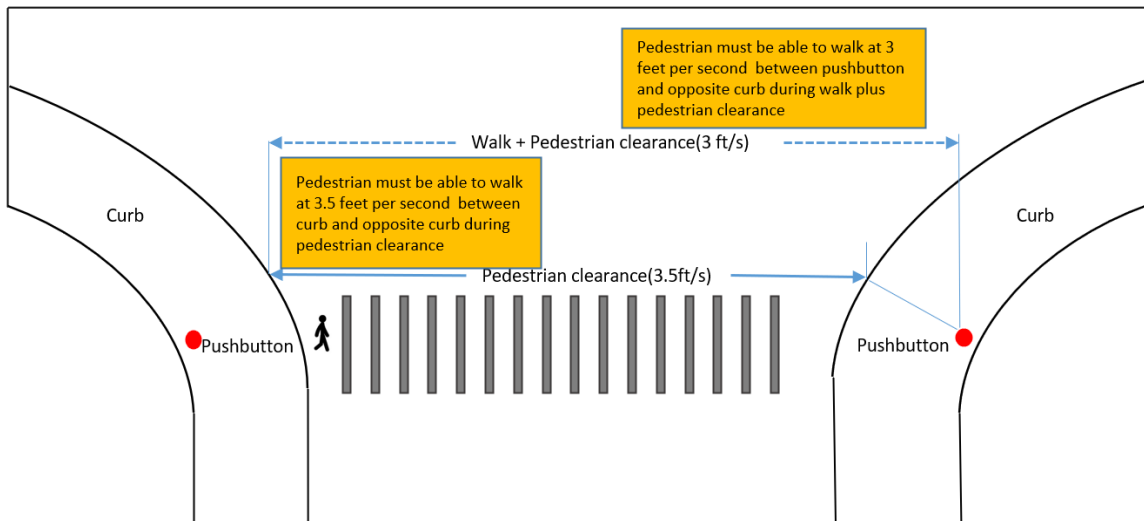 Pedestrian must be able to walk at 3
feet per second between pushbutton
and opposite curb during walk plus
pedestrian clearance
Walk + Pedestrian clearance(3 ft/s)
Pedestrian must be able to walk
at 3.5 feet per second between
curb and opposite curb during
pedestrian clearance
Curb
Curb
Pedestrian clearance(3.5ft/s)
Pushbutton
Pushbutton